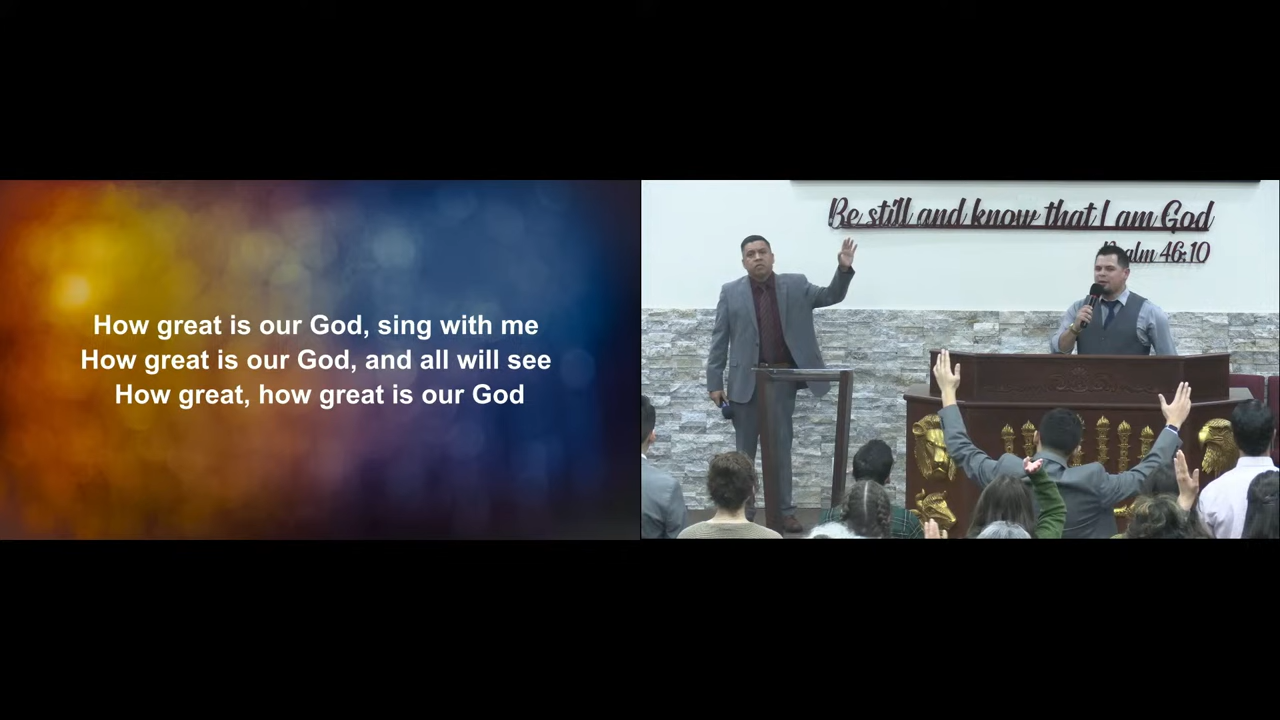 How great is our God, sing with me
How great is our God, and all will see
How great, how great is our God
Be still and know that I am God
Psalm 46:10